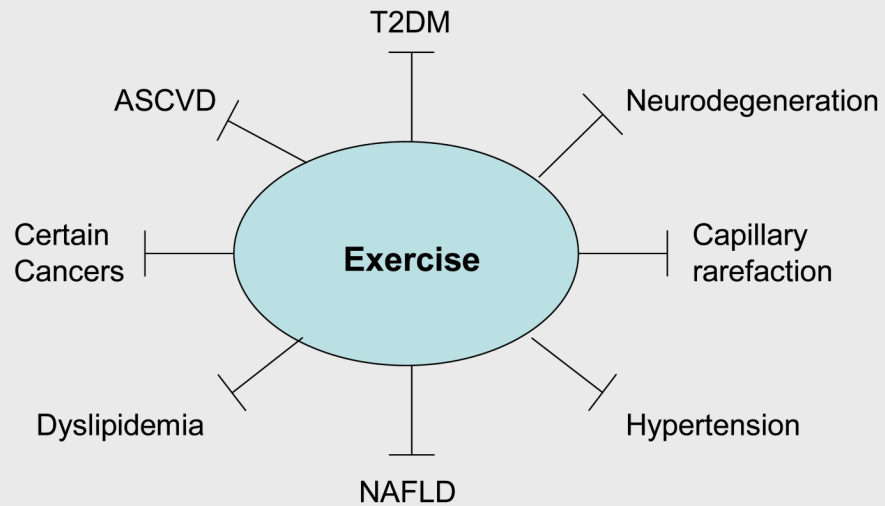 T2DM
ASCVD
Neurodegeneration
Certain
Cancers
Exercise
Capillary
rarefaction
Dyslipidemia
Hypertension
NAFLD